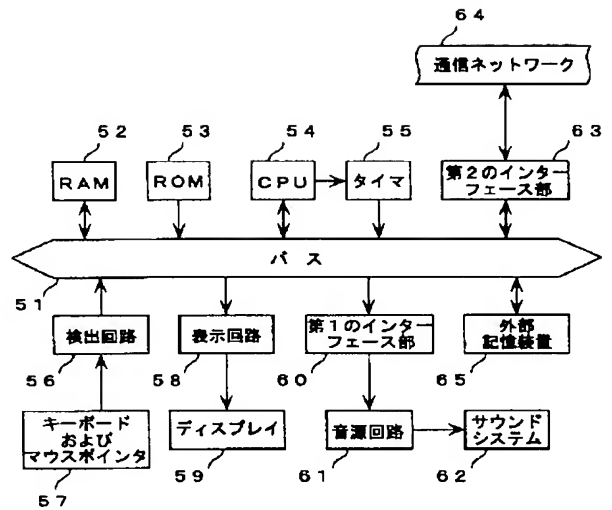 64
通信ネットワーク
52
53
54
55
63
RAM
ROM
CPU
タイマ
第2のインター
フェース部
バス
51
検出回路
表示回路
第1のインター
フェース部
外部
記憶装置
56
58
60
65
キーボード
および
マウスポインタ
ディスプレイ
音源回路
サウンド
システム
57
59
61
62